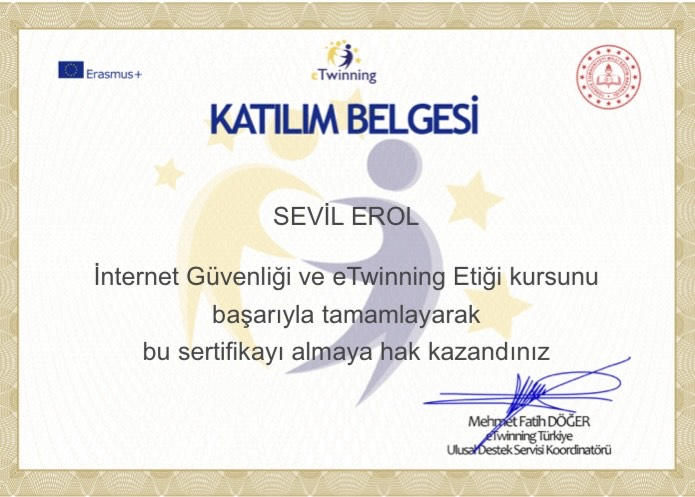 Erasmus+
eTwinning
KATILIM BELGESİ
SEVİL EROL
İnternet Güvenliği ve eTwinning Etiği kursunu
başarıyla tamamlayarak
bu sertifikayı almaya hak kazandınız
Mehmet Fatih DÖĞER
eTwinning Türkiye
Ulusal Destek Servisi Koordinatörü